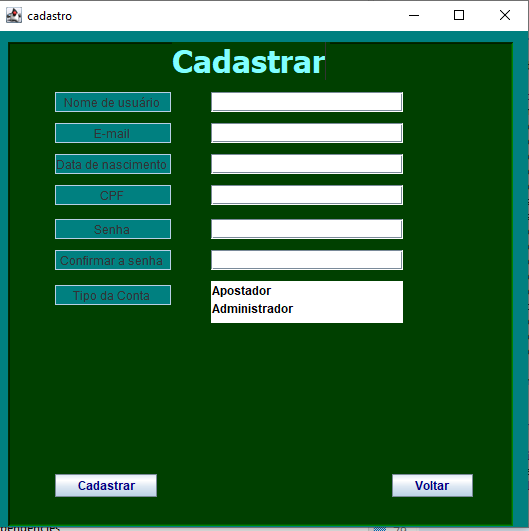 cadastro
Cadastrar
Nome de usuário
E-mail
Data de nascimento
CPF
Senha
Confirmar a senha
Tipo da Conta
Apostador
Administrador
Cadastrar
Voltar